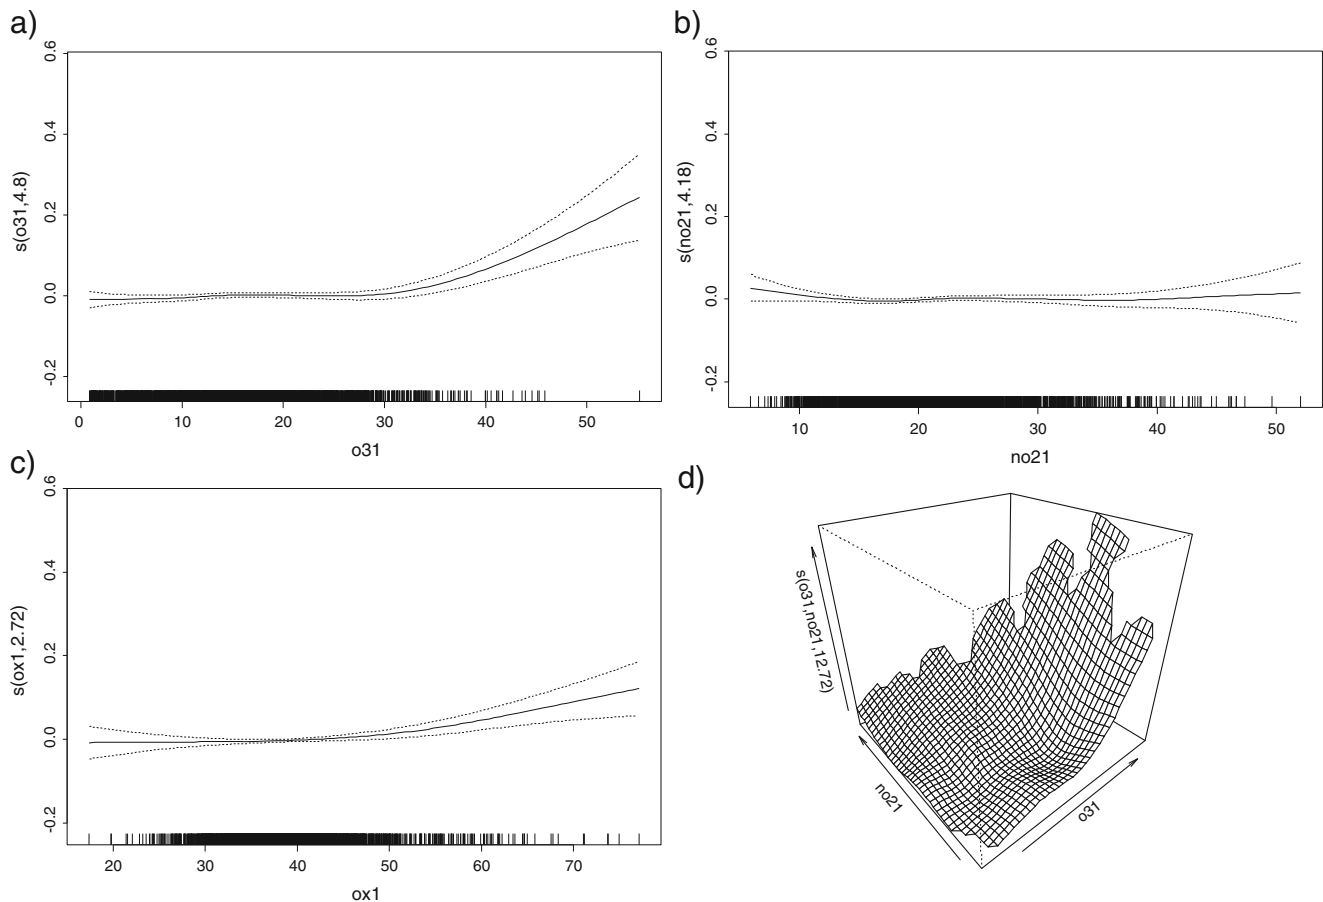 a)
s(o31,4.8)
0.6
0.4
0.2
0.0
-0.2
0 10 20 30 40 50
o31
b)
s(no21,4.18)
0.6
0.4
0.2
0.0
-0.2
10 20 30 40 50
no21
c)
s(ox1,2.72)
0.6
0.4
0.2
0.0
-0.2
20 30 40 50 60 70
ox1
d)
s(o31,no21,12.72)
no21
o31